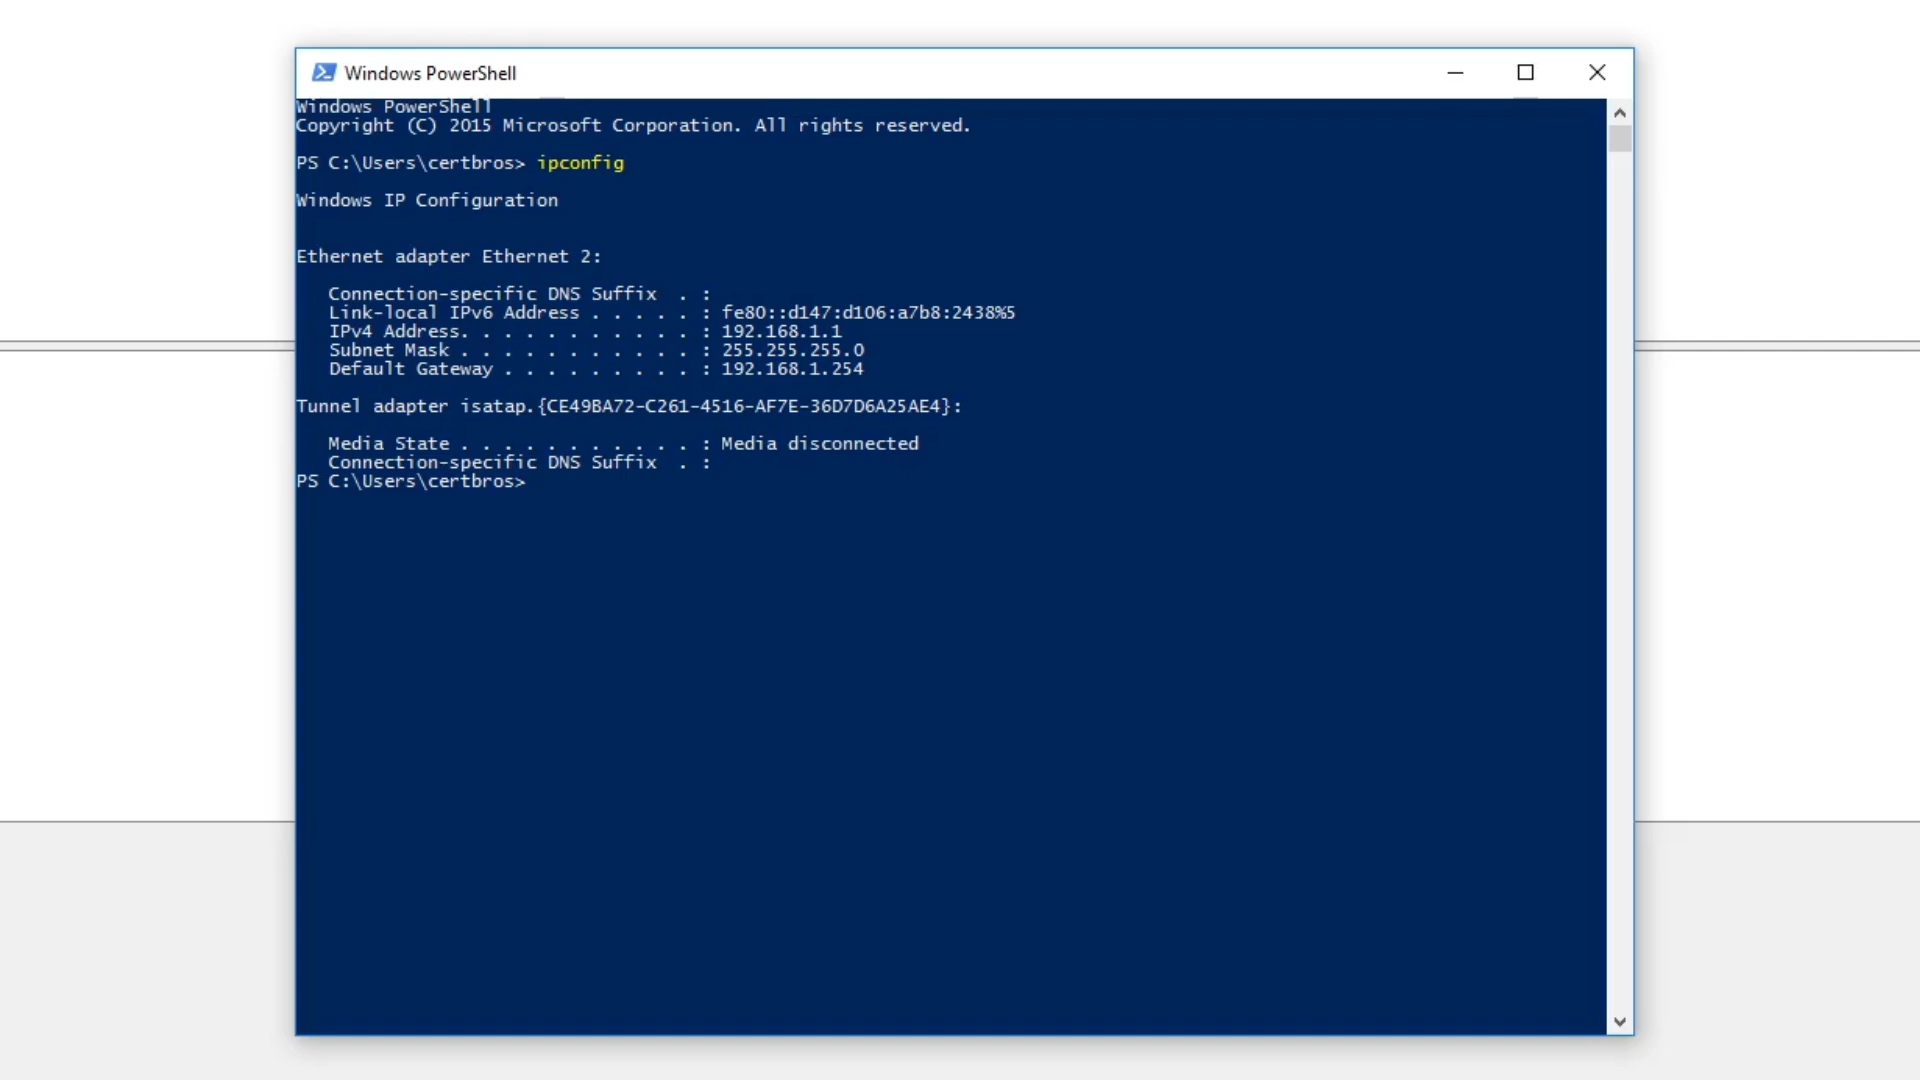 Windows PowerShell
Windows PowerShell
Copyright (C) 2015 Microsoft Corporation. All rights reserved.
PS C:\Users\certbros> ipconfig
Windows IP Configuration
Ethernet adapter Ethernet 2:
Connection-specific DNS Suffix . :
Link-local IPv6 Address . . . . . : fe80::d147:d106:a7b8:2438%5
IPv4 Address. . . . . . . . . . . : 192.168.1.1
Subnet Mask . . . . . . . . . . . : 255.255.255.0
Default Gateway . . . . . . . . . : 192.168.1.254
Tunnel adapter isatap.{CE49BA72-C261-4516-AF7E-36D7D6A25AE4}:
Media State . . . . . . . . . . . : Media disconnected
Connection-specific DNS Suffix . :
PS C:\Users\certbros>